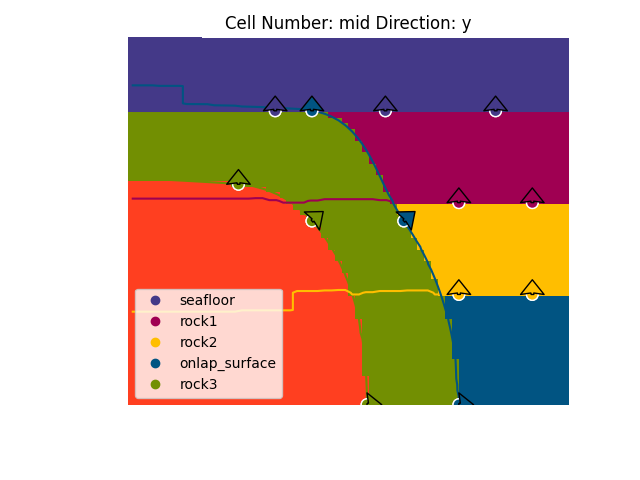 Cell Number: mid Direction: y
seafloor
rock1
rock2
onlap_surface
rock3